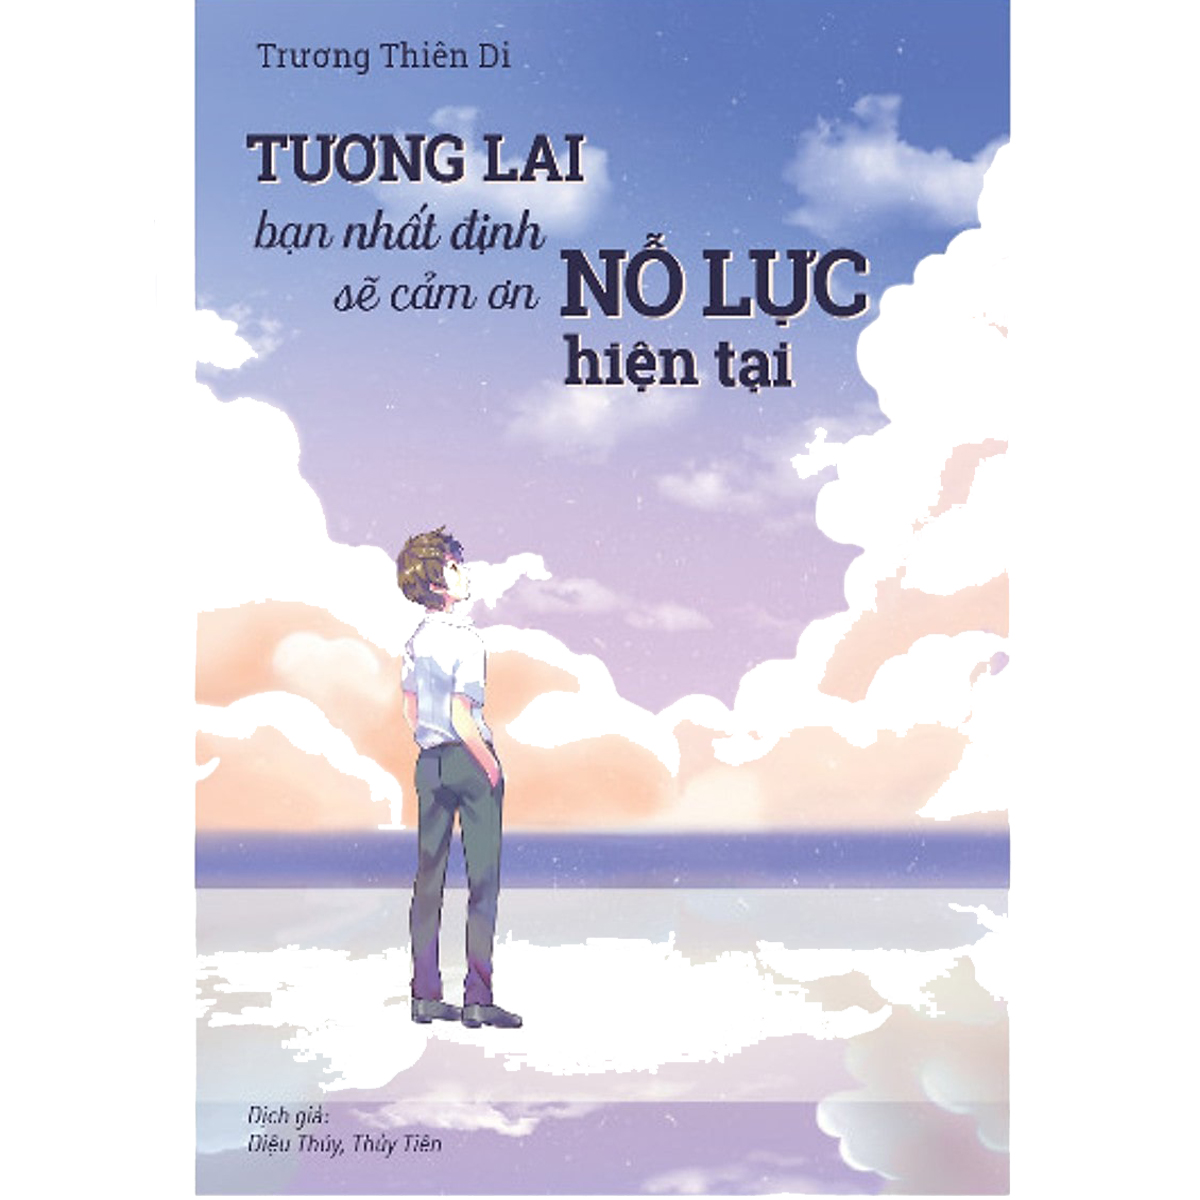 Trương Thiên Di
TƯƠNG LAI
bạn nhất định
sẽ cảm ơn NỖ LỰC
hiện tại
Dịch giả:
Diệu Thúy, Thủy Tiên